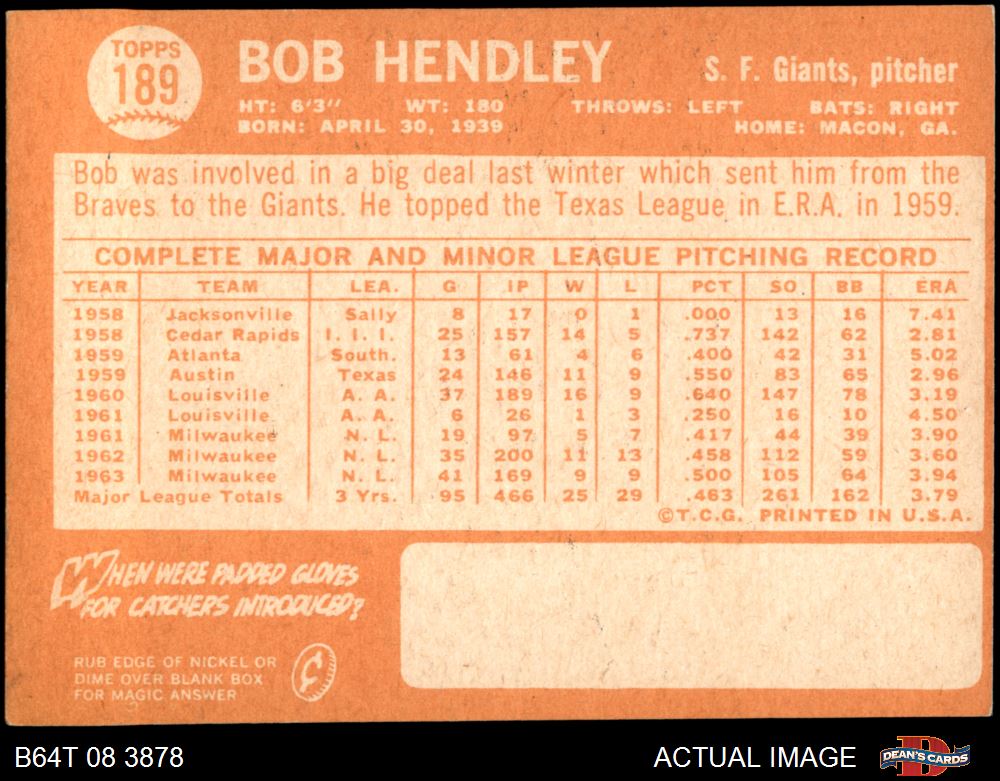 TOPPS
189
BOB HENDLEY
S. F. Giants, pitcher
HT: 6'3" WT: 180 THROWS: LEFT BATS: RIGHT
BORN: APRIL 30, 1939 HOME: MACON, GA.
Bob was involved in a big deal last winter which sent him from the
Braves to the Giants. He topped the Texas League in E.R.A. in 1959.
COMPLETE MAJOR AND MINOR LEAGUE PITCHING RECORD
YEAR TEAM LEA. G IP W L PCT SO BB ERA
1958 Jacksonville Sally 8 17 0 1 .000 13 16 7.41
1958 Cedar Rapids I. I. I. 25 157 14 5 .737 142 62 2.81
1959 Atlanta South. 13 61 4 6 .400 42 31 5.02
1959 Austin Texas 24 146 11 9 .550 83 65 2.96
1960 Louisville A. A. 37 189 16 9 .640 147 78 3.19
1961 Louisville A. A. 6 26 1 3 .250 16 10 4.50
1961 Milwaukee N. L. 19 97 5 7 .417 44 39 3.90
1962 Milwaukee N. L. 35 200 11 13 .458 112 59 3.60
1963 Milwaukee N. L. 41 169 9 9 .500 105 64 3.94
Major League Totals 3 Yrs. 95 466 25 29 .463 261 162 3.79
©T.C.G. PRINTED IN U.S.A.
WHEN WERE PADDED GLOVES
FOR CATCHERS INTRODUCED?
RUB EDGE OF NICKEL OR
DIME OVER BLANK BOX
FOR MAGIC ANSWER
B64T 08 3878
ACTUAL IMAGE
DEAN'S CARDS